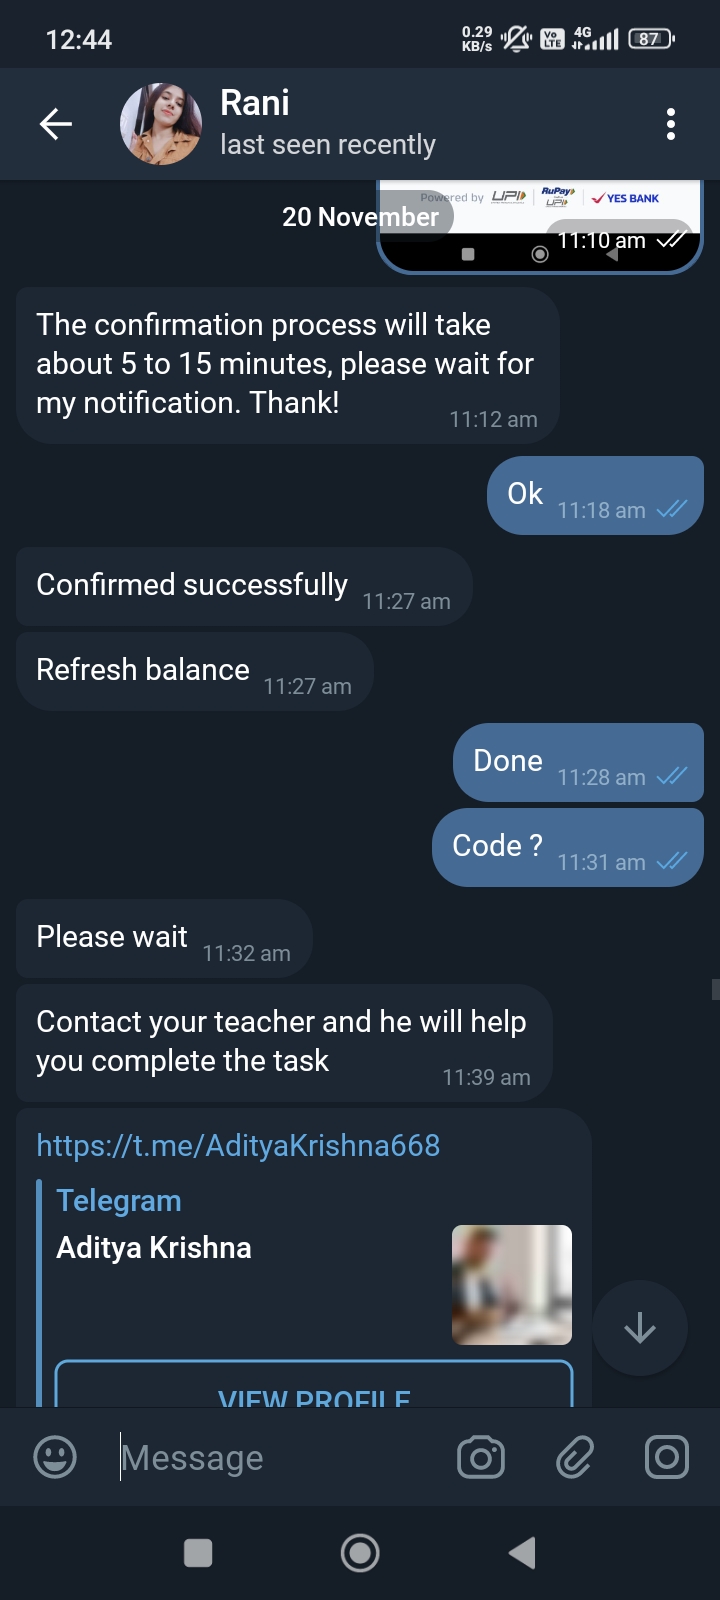 12:44
0.29
KB/s
Vo
LTE
4G
87
Rani
last seen recently
Powered by UPI RuPay UPI YES BANK
20 November
11:10 am
The confirmation process will take
about 5 to 15 minutes, please wait for
my notification. Thank!
11:12 am
Ok 11:18 am
Confirmed successfully 11:27 am
Refresh balance 11:27 am
Done 11:28 am
Code ? 11:31 am
Please wait 11:32 am
Contact your teacher and he will help
you complete the task 11:39 am
https://t.me/AdityaKrishna668
Telegram
Aditya Krishna
VIEW PROFILE
Message